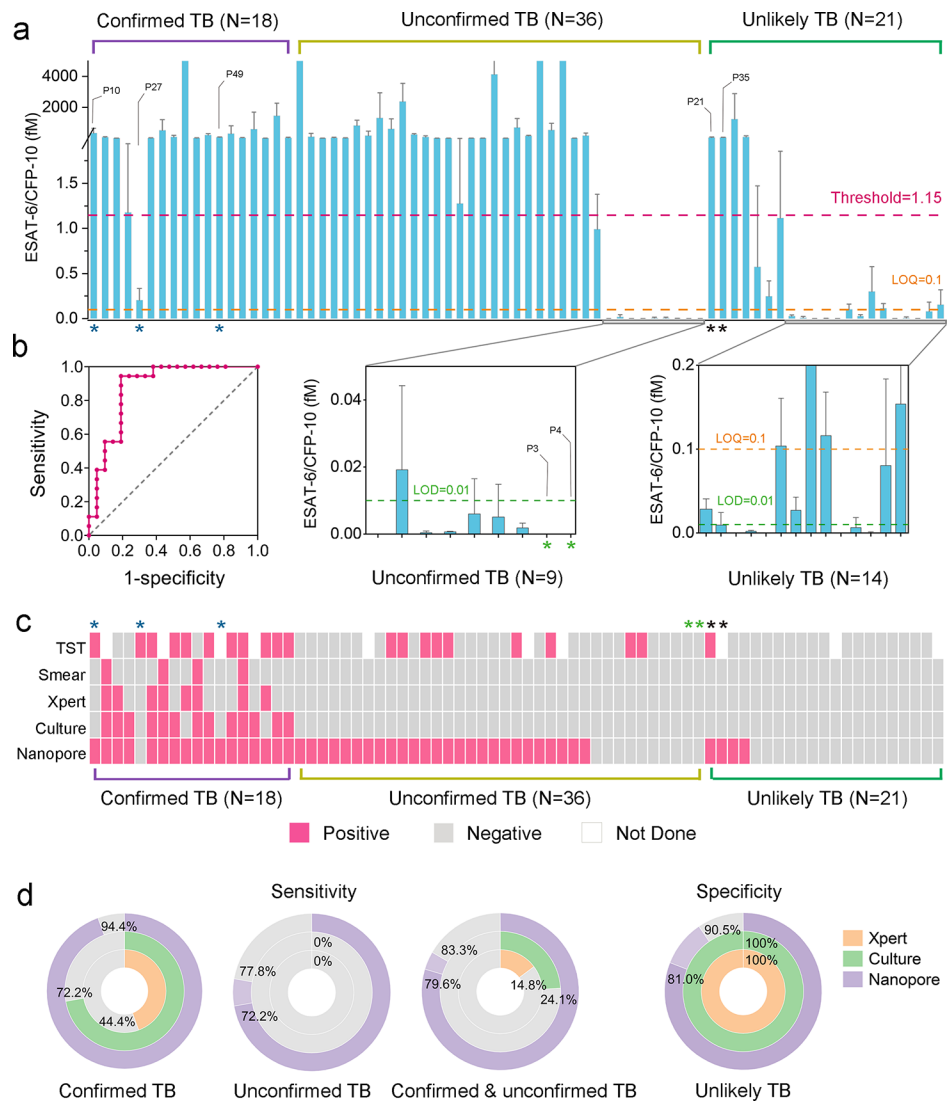 a
Confirmed TB (N=18)
Unconfirmed TB (N=36)
Unlikely TB (N=21)
ESAT-6/CFP-10 (fM)
4000
2000
1.5
1.0
0.5
0.0
P10
P27
P49
P21
P35
Threshold=1.15
LOQ=0.1
* * * **
b
Sensitivity
1.0
0.8
0.6
0.4
0.2
0.0
0.0 0.2 0.4 0.6 0.8 1.0
1-specificity
ESAT-6/CFP-10 (fM)
0.04
0.02
0.00
LOD=0.01
P3
P4
* *
Unconfirmed TB (N=9)
ESAT-6/CFP-10 (fM)
0.2
0.1
0.0
LOQ=0.1
LOD=0.01
Unlikely TB (N=14)
c
* * * ** **
TST
Smear
Xpert
Culture
Nanopore
Confirmed TB (N=18)
Unconfirmed TB (N=36)
Unlikely TB (N=21)
Positive
Negative
Not Done
d
Sensitivity
Specificity
94.4%
72.2%
44.4%
Confirmed TB
0%
0%
77.8%
72.2%
Unconfirmed TB
83.3%
79.6%
14.8%
24.1%
Confirmed & unconfirmed TB
90.5%
100%
100%
81.0%
Unlikely TB
Xpert
Culture
Nanopore